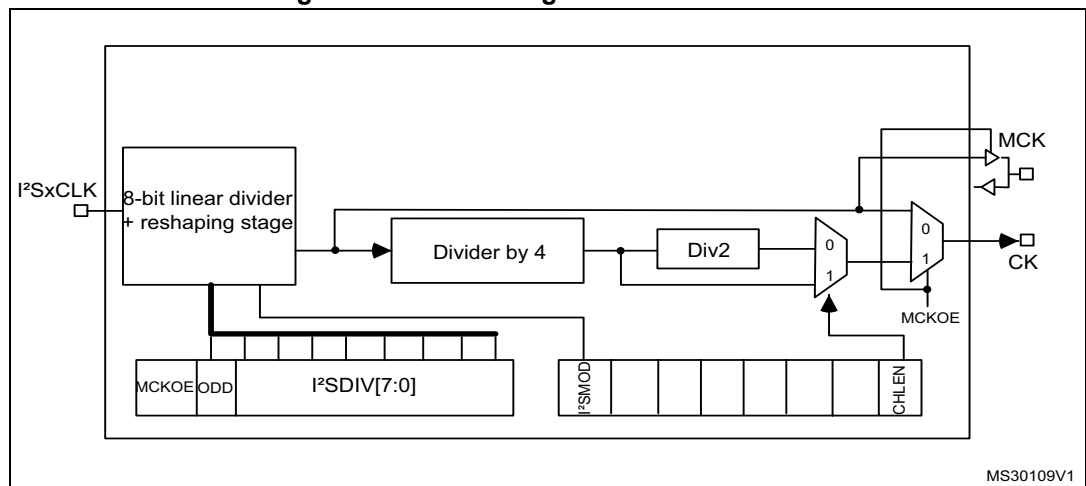 MCK
I²SxCLK
8-bit linear divider
+ reshaping stage
Divider by 4
Div2
0
1
0
1
CK
MCKOE
MCKOE
ODD
I²SDIV[7:0]
I²SMOD
CHLEN
MS30109V1